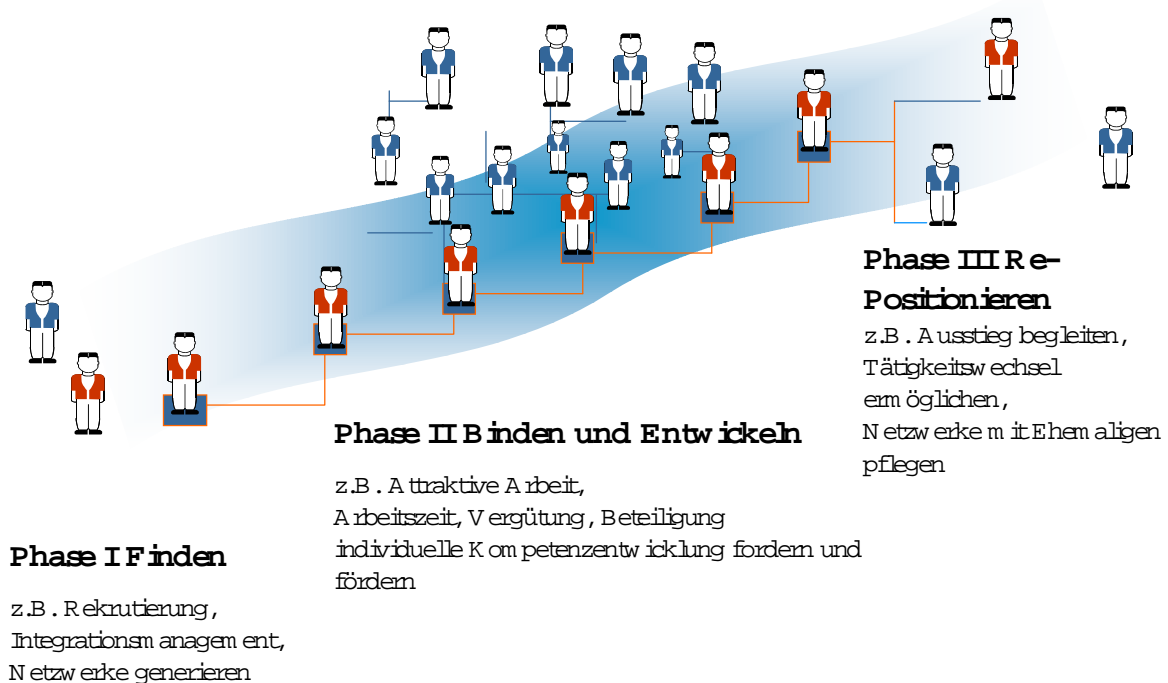 Phase I Finden
z.B. Rekrutierung,
Integrationsmanagement,
Netzwerke generieren
Phase II Binden und Entwickeln
z.B. Attraktive Arbeit,
Arbeitszeit, Vergütung, Beteiligung
individuelle Kompetenzentwicklung fordern und
fördern
Phase III Re-
Positionieren
z.B. Ausstieg begleiten,
Tätigkeitswechsel
ermöglichen,
Netzwerke mit Ehemaligen
pflegen